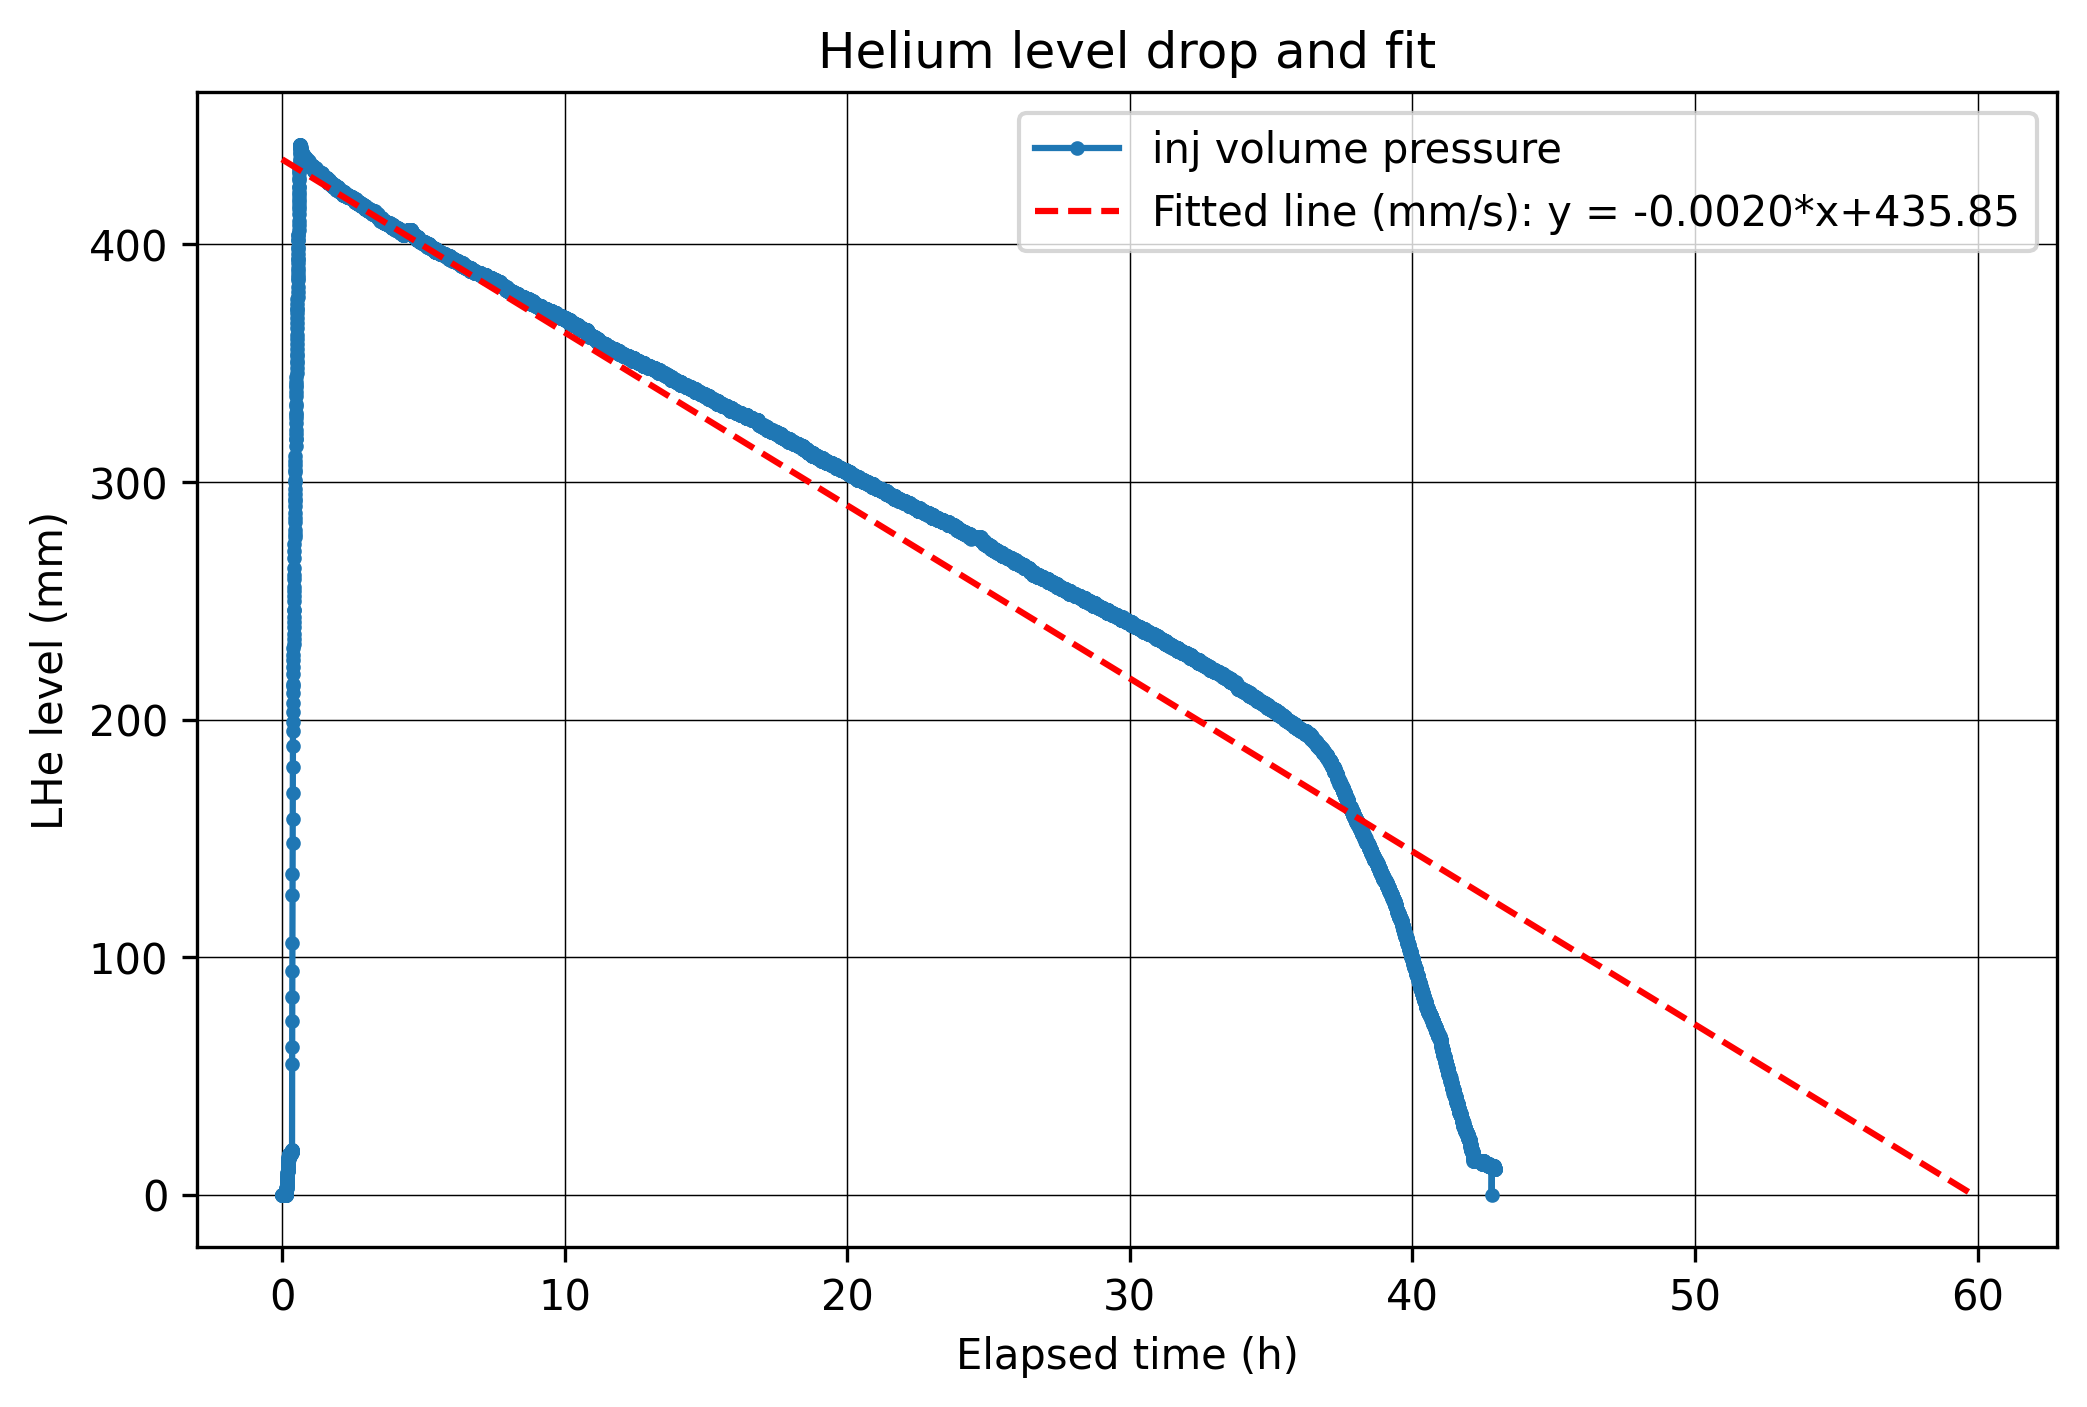 Helium level drop and fit
inj volume pressure
Fitted line (mm/s): y = -0.0020*x+435.85
LHe level (mm)
400
300
200
100
0
0 10 20 30 40 50 60
Elapsed time (h)